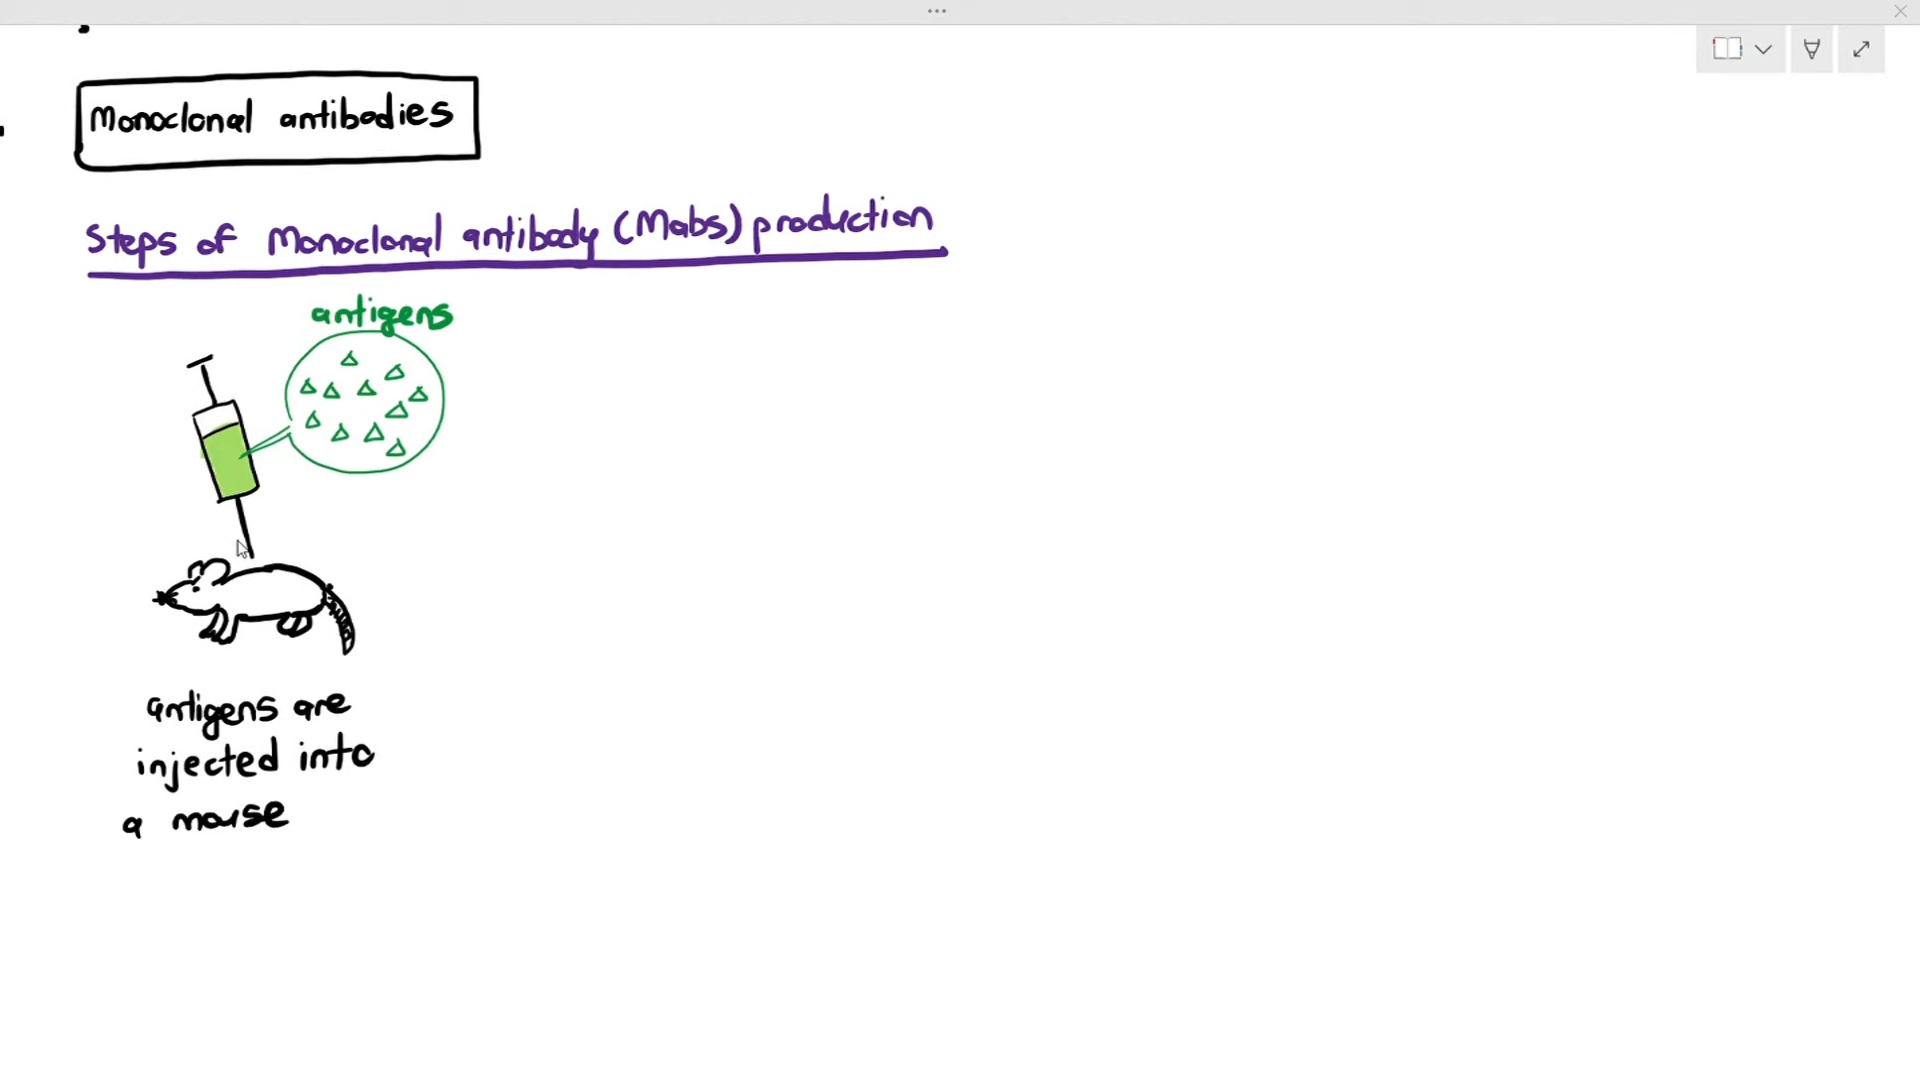 Monoclonal antibodies
Steps of Monoclonal antibody (Mabs) production
antigens
antigens are
injected into
a mouse